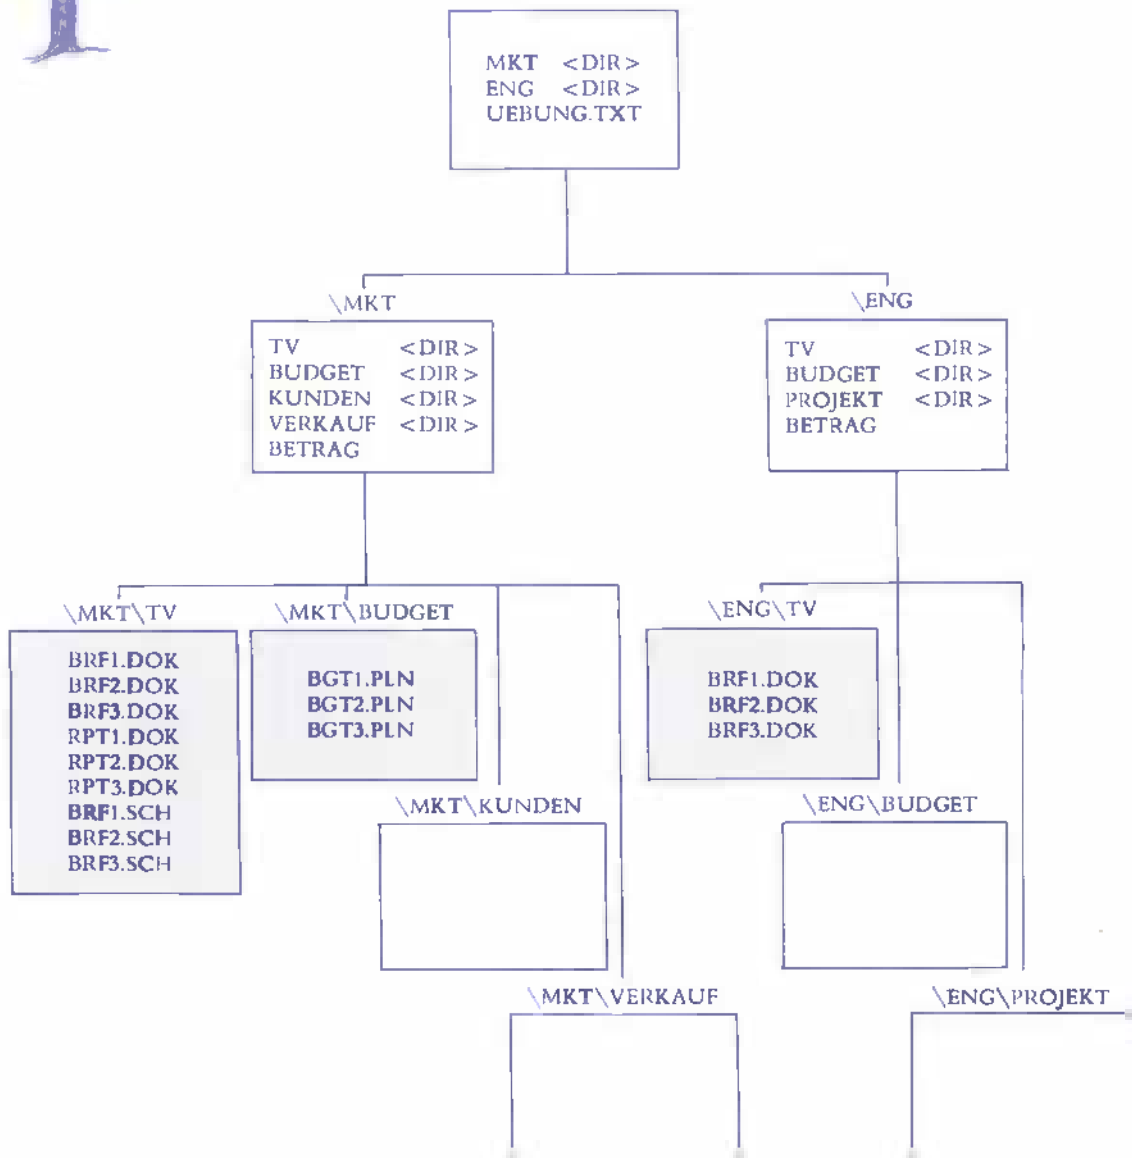 MKT <DIR>
ENG <DIR>
UEBUNG.TXT
\MKT
TV <DIR>
BUDGET <DIR>
KUNDEN <DIR>
VERKAUF <DIR>
BETRAG
\ENG
TV <DIR>
BUDGET <DIR>
PROJEKT <DIR>
BETRAG
\MKT\TV
BRF1.DOK
BRF2.DOK
BRF3.DOK
RPT1.DOK
RPT2.DOK
RPT3.DOK
BRF1.SCH
BRF2.SCH
BRF3.SCH
\MKT\BUDGET
BGT1.PLN
BGT2.PLN
BGT3.PLN
\ENG\TV
BRF1.DOK
BRF2.DOK
BRF3.DOK
\MKT\KUNDEN
\ENG\BUDGET
\MKT\VERKAUF
\ENG\PROJEKT